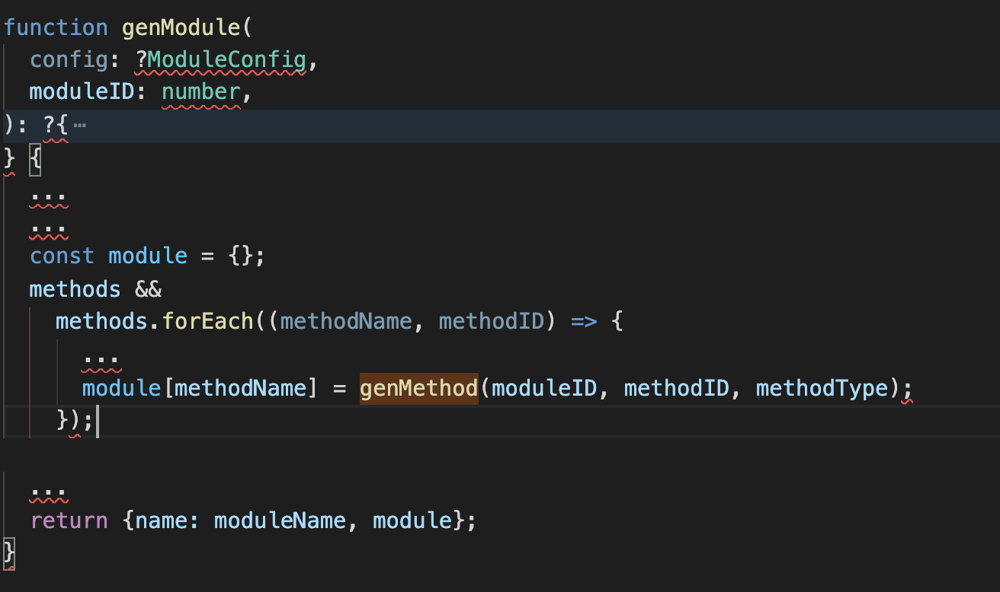 function genModule(
  config: ?ModuleConfig,
  moduleID: number,
): ?{ …
} {
  ...
  ...
  const module = {};
  methods &&
    methods.forEach((methodName, methodID) => {
      ...
      module[methodName] = genMethod(moduleID, methodID, methodType);
    });
  ...
  return {name: moduleName, module};
}